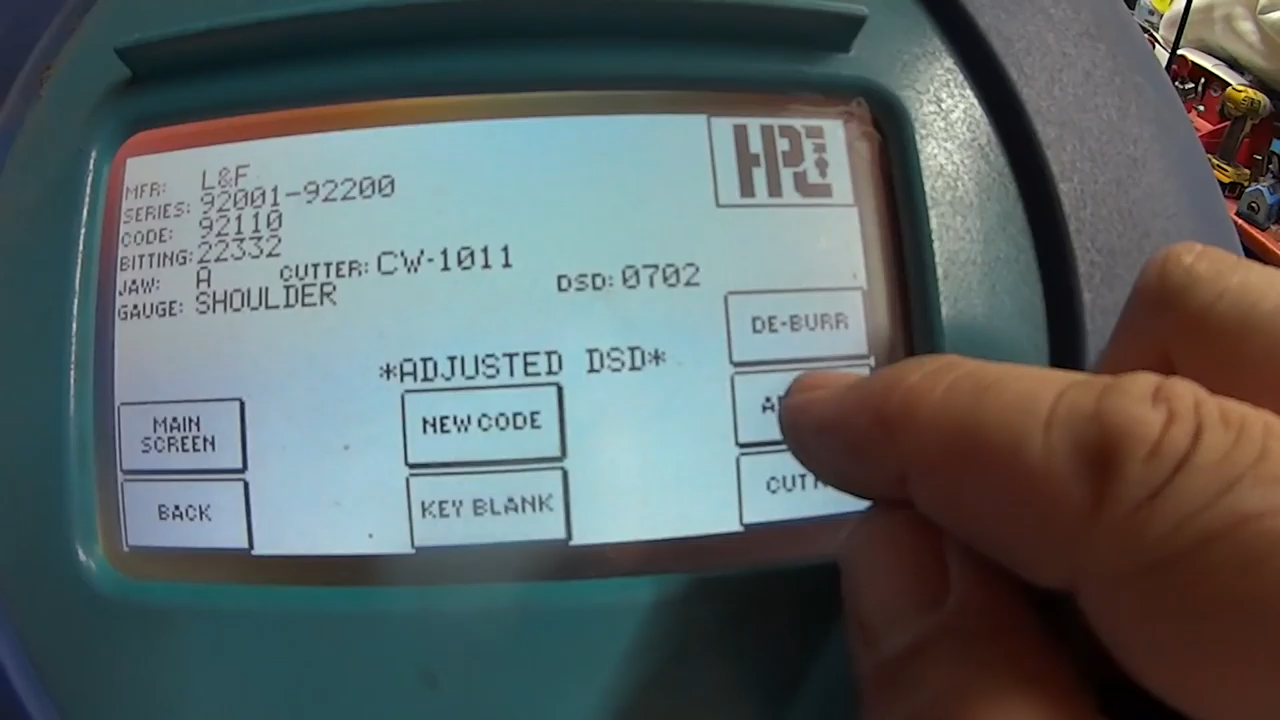 MFR: L&F
SERIES: 92001-92200
CODE: 92110
BITTING: 22332
JAW: A CUTTER: CW-1011
GAUGE: SHOULDER DSD: 0702
HPC INC
DE-BURR
*ADJUSTED DSD*
MAIN SCREEN
NEW CODE
BACK
KEY BLANK